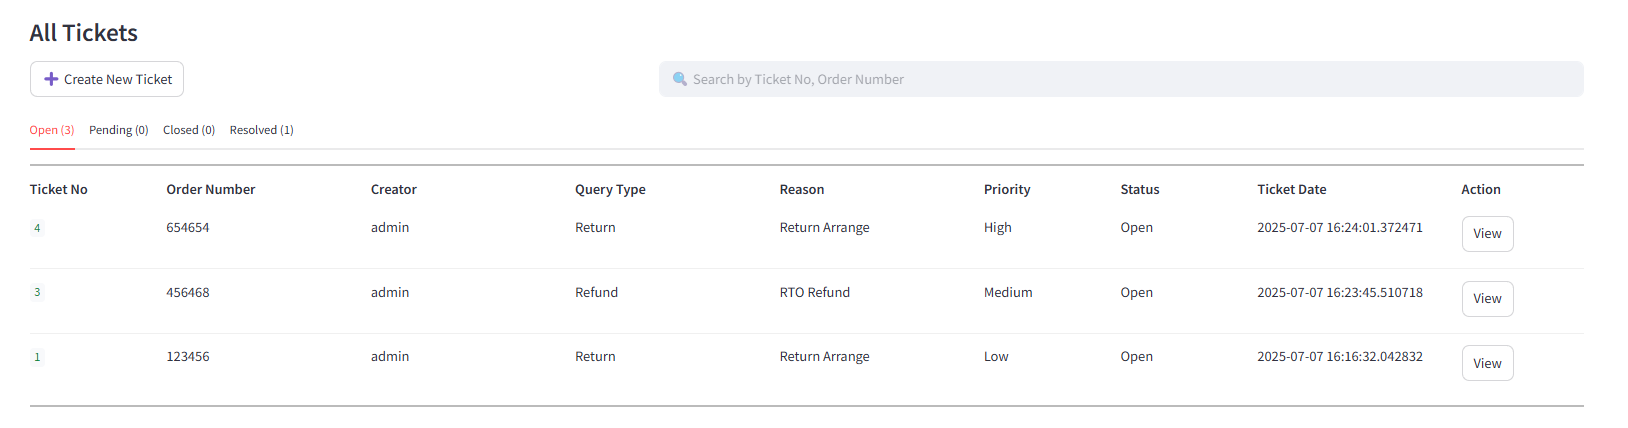 All Tickets
Create New Ticket
Search by Ticket No, Order Number
Open (3) Pending (0) Closed (0) Resolved (1)
Ticket No Order Number Creator Query Type Reason Priority Status Ticket Date Action
4 654654 admin Return Return Arrange High Open 2025-07-07 16:24:01.372471 View
3 456468 admin Refund RTO Refund Medium Open 2025-07-07 16:23:45.510718 View
1 123456 admin Return Return Arrange Low Open 2025-07-07 16:16:32.042832 View